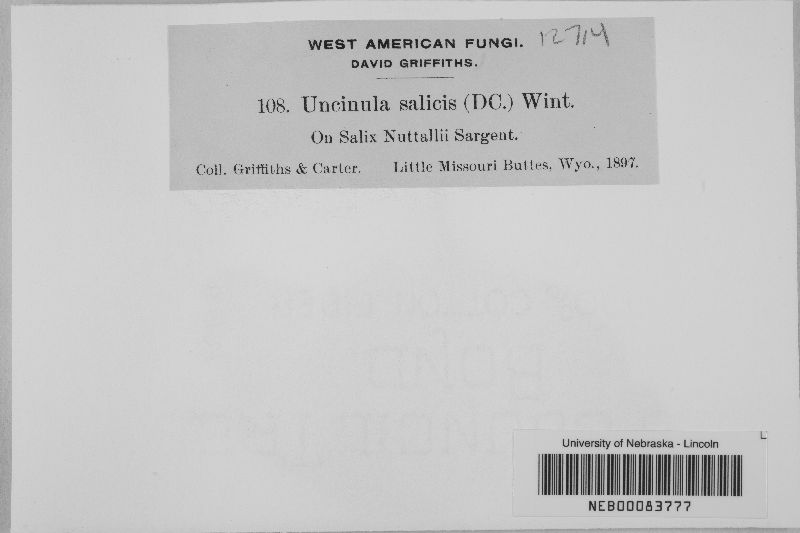 WEST AMERICAN FUNGI. 12714
DAVID GRIFFITHS.
108. Uncinula salicis (DC.) Wint.
On Salix Nuttallii Sargent.
Coll. Griffiths & Carter. Little Missouri Buttes, Wyo., 1897.
University of Nebraska - Lincoln
NEB00083777